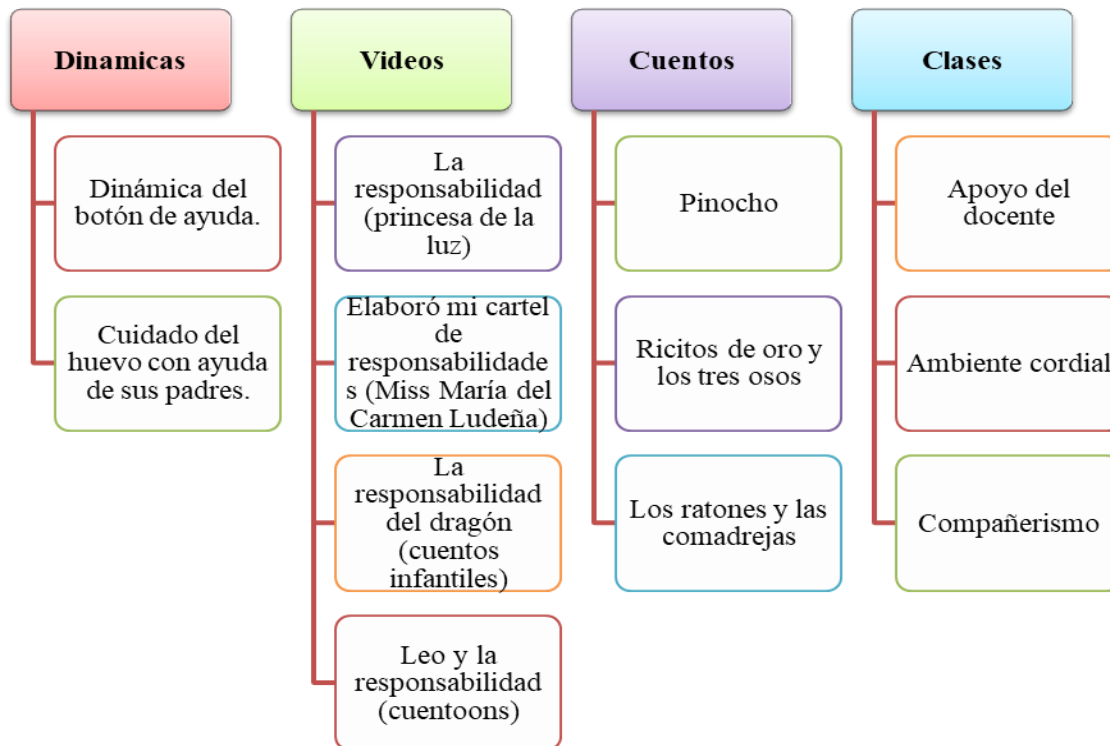 Dinamicas
Dinámica del
botón de ayuda.
Cuidado del
huevo con ayuda
de sus padres.
Videos
La
responsabilidad
(princesa de la
luz)
Elaboró mi cartel
de
responsabilidade
s (Miss María del
Carmen Ludeña)
La
responsabilidad
del dragón
(cuentos
infantiles)
Leo y la
responsabilidad
(cuentoons)
Cuentos
Pinocho
Ricitos de oro y
los tres osos
Los ratones y las
comadrejas
Clases
Apoyo del
docente
Ambiente cordial
Compañerismo